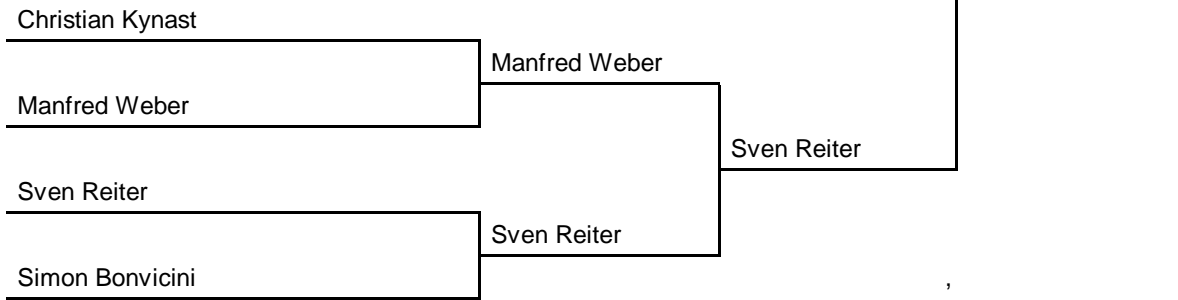 Christian Kynast
Manfred Weber
Manfred Weber
Sven Reiter
Sven Reiter
Sven Reiter
Simon Bonvicini
,